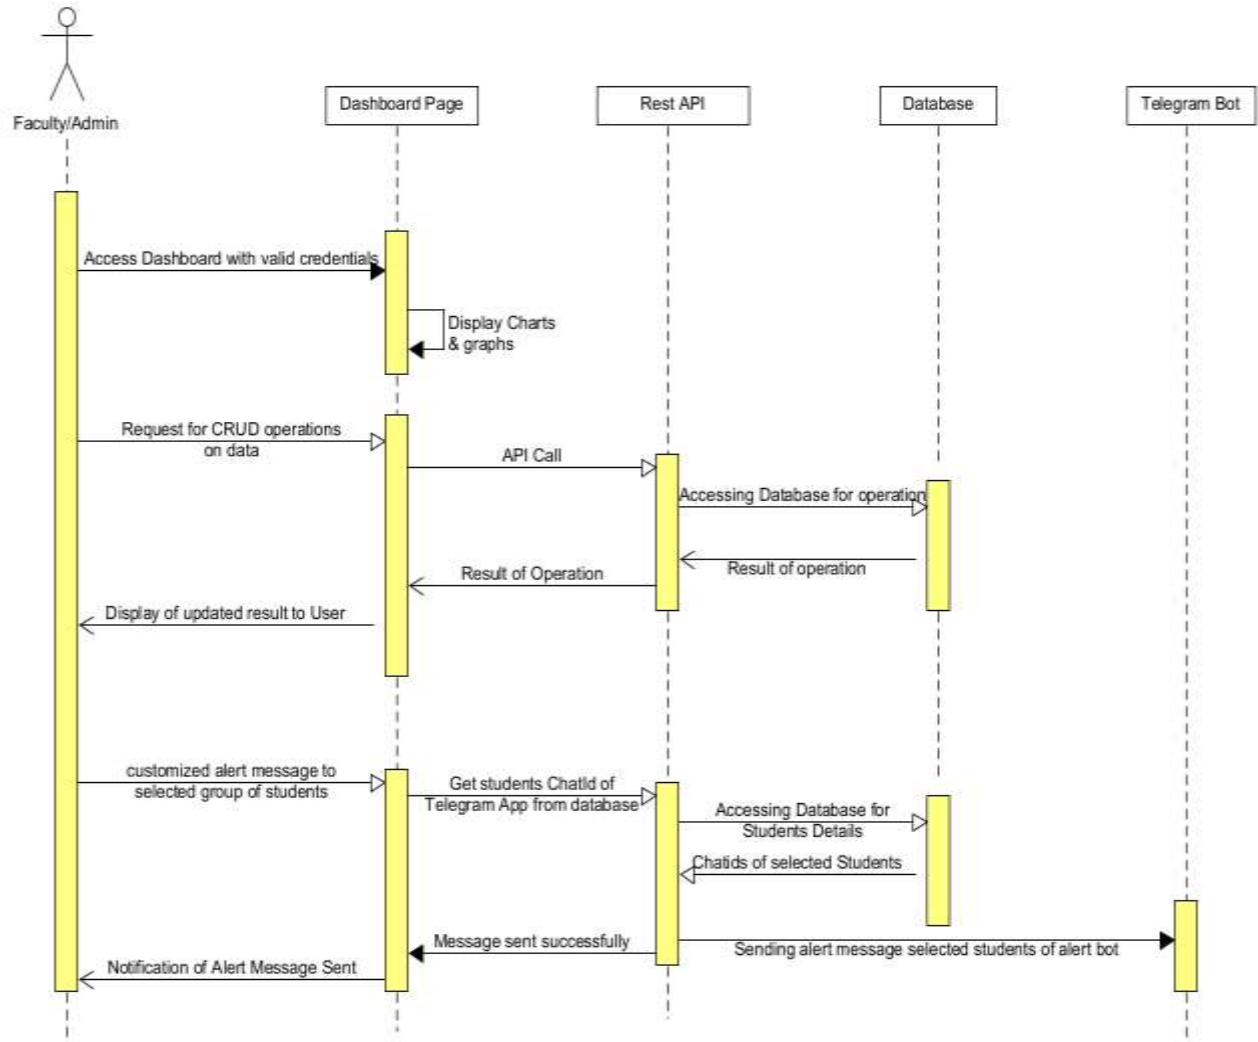 Faculty/Admin
Dashboard Page
Rest API
Database
Telegram Bot
Access Dashboard with valid credentials
Display Charts
& graphs
Request for CRUD operations
on data
API Call
Accessing Database for operation
Result of operation
Result of Operation
Display of updated result to User
customized alert message to
selected group of students
Get students ChatId of
Telegram App from database
Accessing Database for
Students Details
Chatids of selected Students
Sending alert message selected students of alert bot
Message sent successfully
Notification of Alert Message Sent